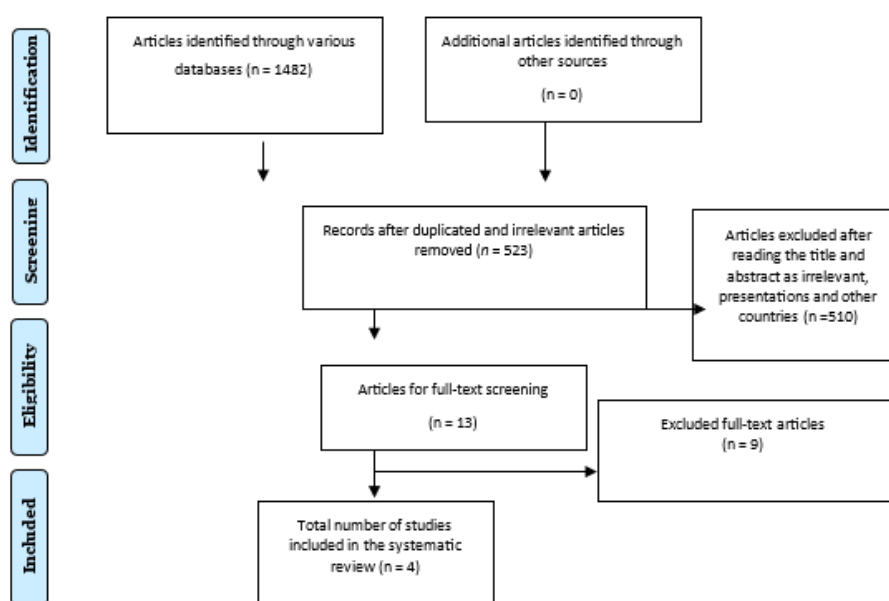 Identification
Articles identified through various
databases (n = 1482)
Additional articles identified through
other sources
(n = 0)
Screening
Records after duplicated and irrelevant articles
removed (n = 523)
Articles excluded after
reading the title and
abstract as irrelevant,
presentations and other
countries (n =510)
Eligibility
Articles for full-text screening
(n = 13)
Excluded full-text articles
(n = 9)
Included
Total number of studies
included in the systematic
review (n = 4)